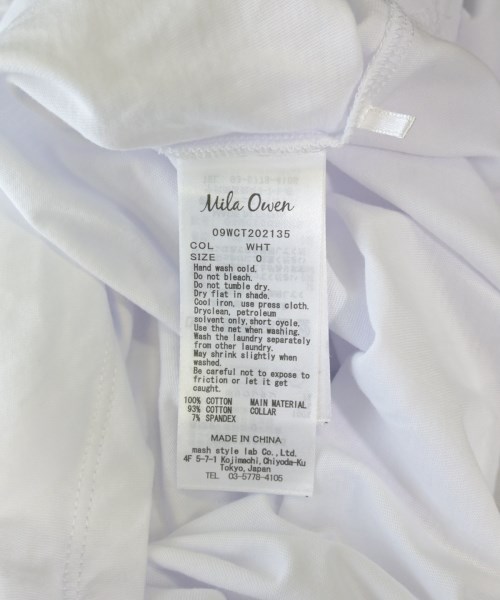 Mila Owen
09WCT202135
COL WHT
SIZE 0
Hand wash cold.
Do not bleach.
Do not tumble dry.
Dry flat in shade.
Cool iron, use press cloth.
Dryclean, petroleum
solvent only,short cycle.
Use the net when washing.
Wash the laundry separately
from other laundry.
May shrink slightly when
washed.
Be careful not to expose to
friction or let it get
caught.
100% COTTON MAIN MATERIAL
93% COTTON COLLAR
7% SPANDEX
MADE IN CHINA
mash style lab Co.,Ltd.
4F 5-7-1 Kojimachi,Chiyoda-Ku
Tokyo,Japan
TEL 03-5778-4105